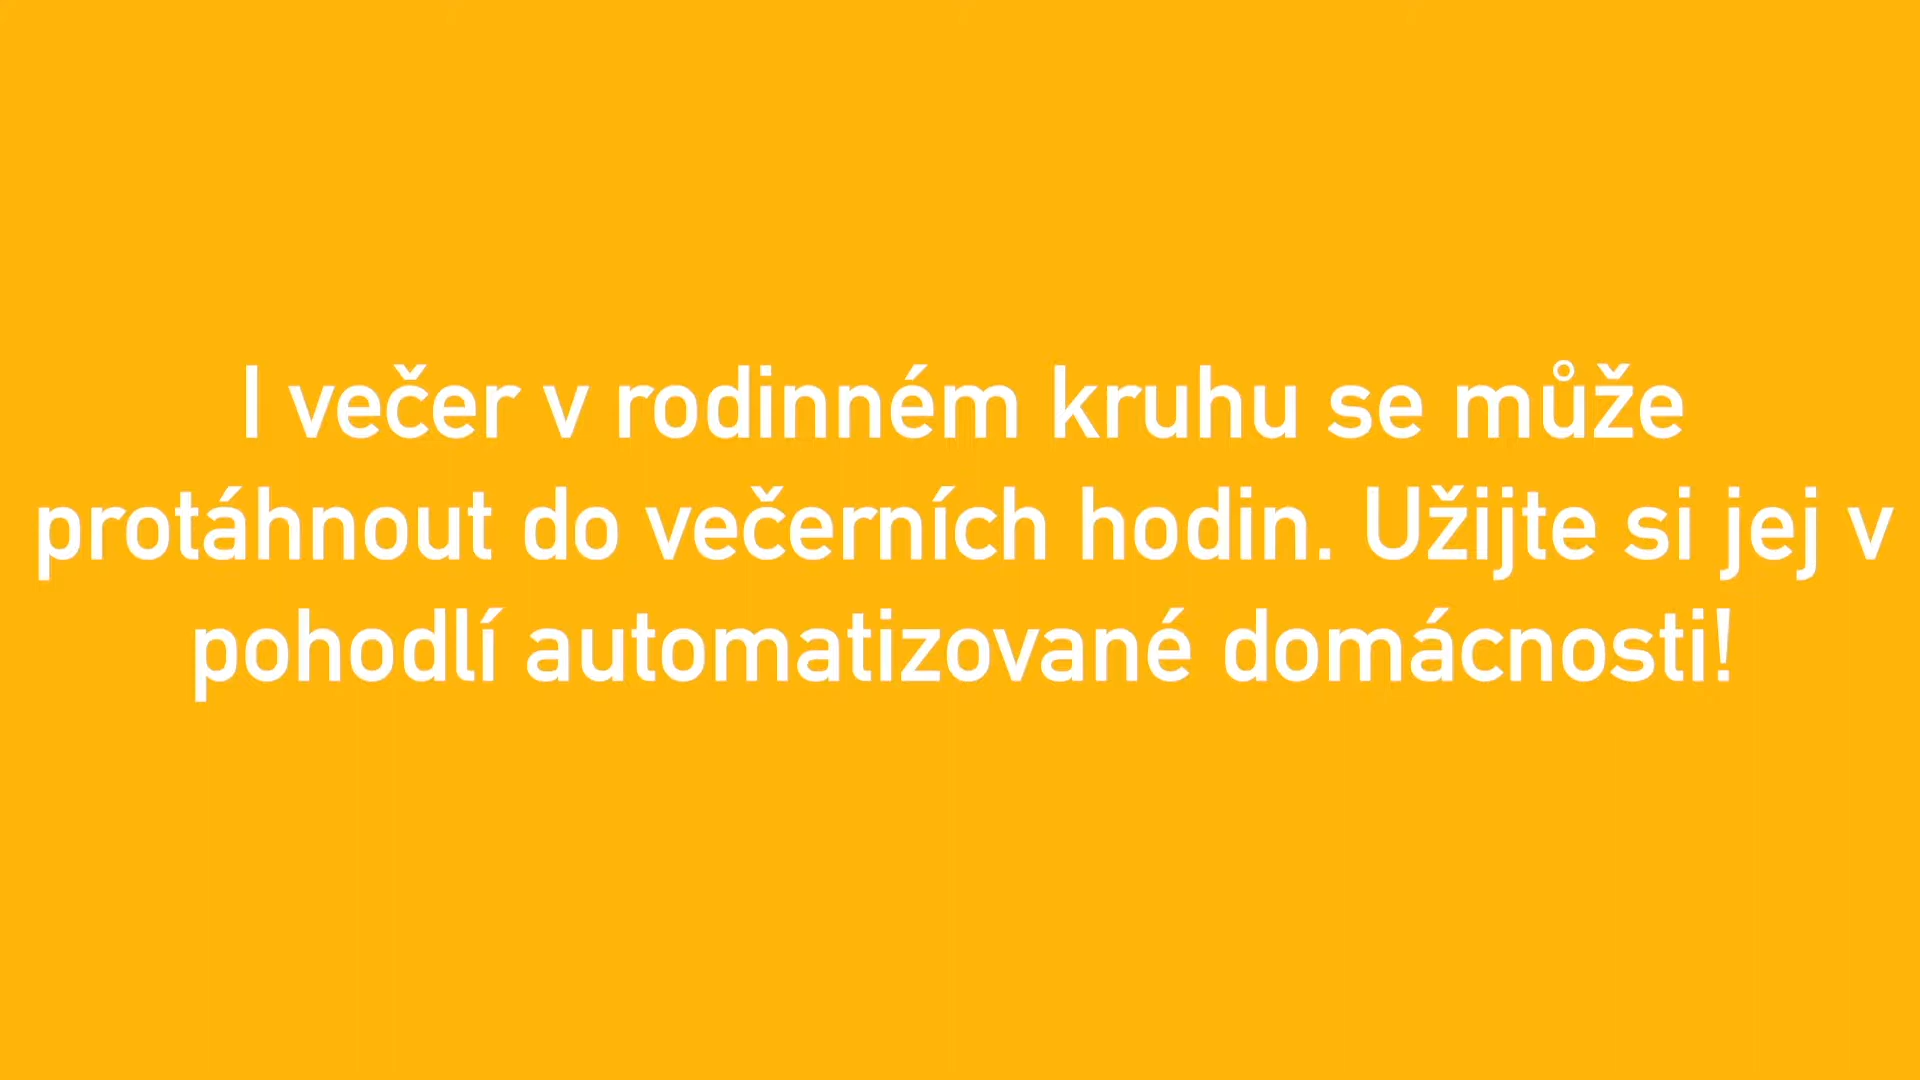 I večer v rodinném kruhu se může
protáhnout do večerních hodin. Užijte si jej v
pohodlí automatizované domácnosti!